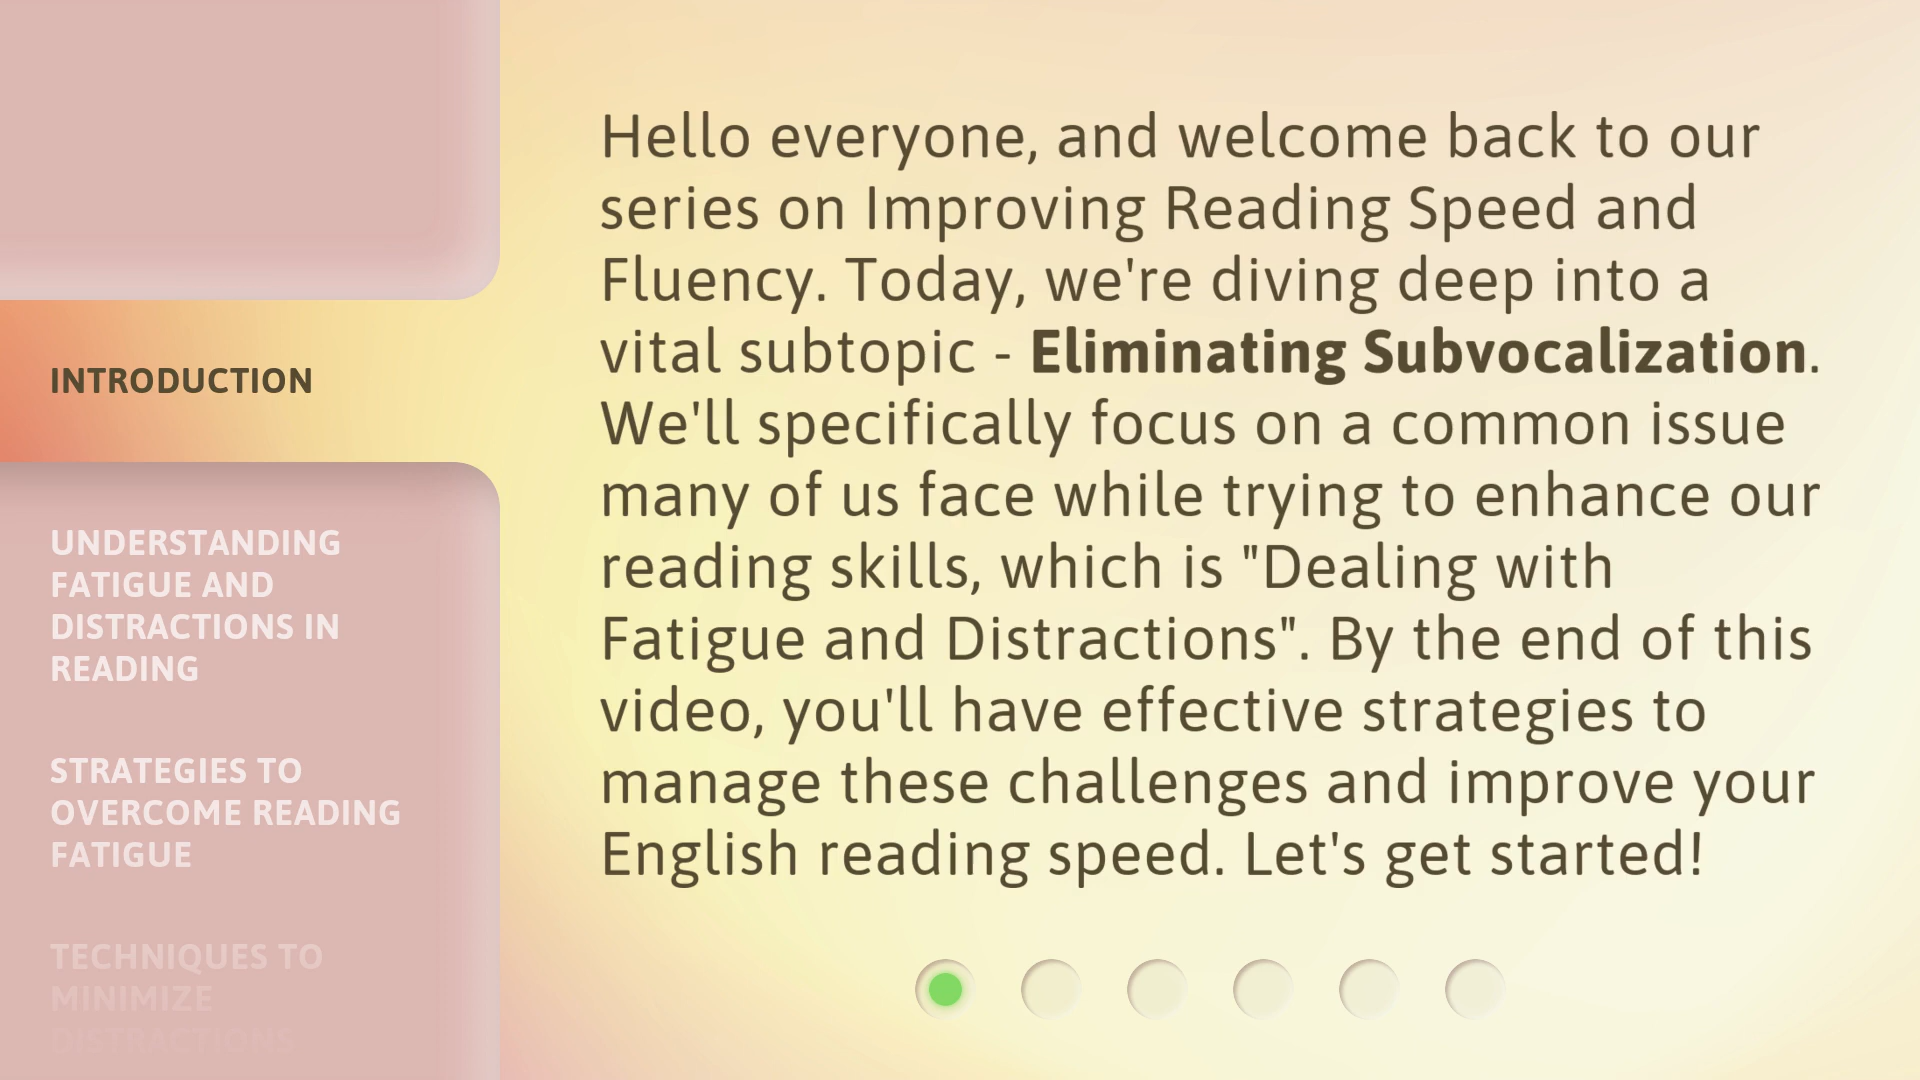 INTRODUCTION
UNDERSTANDING
FATIGUE AND
DISTRACTIONS IN
READING
STRATEGIES TO
OVERCOME READING
FATIGUE
TECHNIQUES TO
MINIMIZE
DISTRACTIONS
Hello everyone, and welcome back to our
series on Improving Reading Speed and
Fluency. Today, we're diving deep into a
vital subtopic - Eliminating Subvocalization.
We'll specifically focus on a common issue
many of us face while trying to enhance our
reading skills, which is "Dealing with
Fatigue and Distractions". By the end of this
video, you'll have effective strategies to
manage these challenges and improve your
English reading speed. Let's get started!